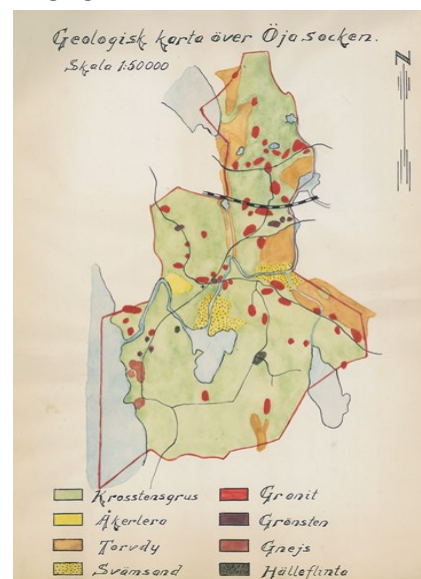 Geologisk karta över Öja socken.
Skala 1:50000
N
Krosstensgrus
Åkerlera
Torvdy
Svämsand
Granit
Grönsten
Gnejs
Hälleflinta